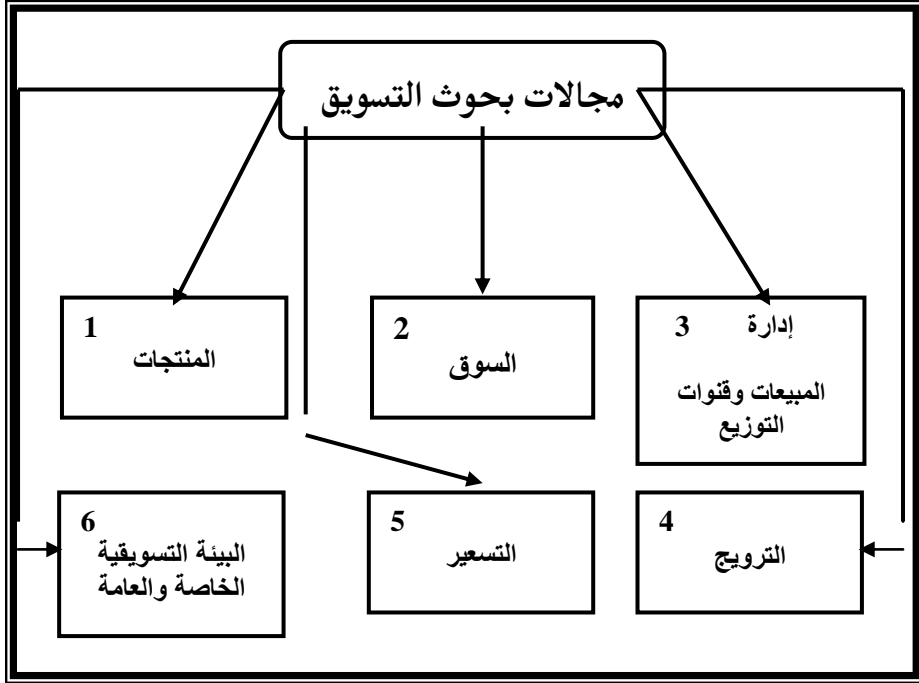 مجالات بحوث التسويق
1
المنتجات
2
السوق
3 إدارة
المبيعات وقنوات
التوزيع
4
الترويج
5
التسعير
6
البيئة التسويقية
الخاصة والعامة